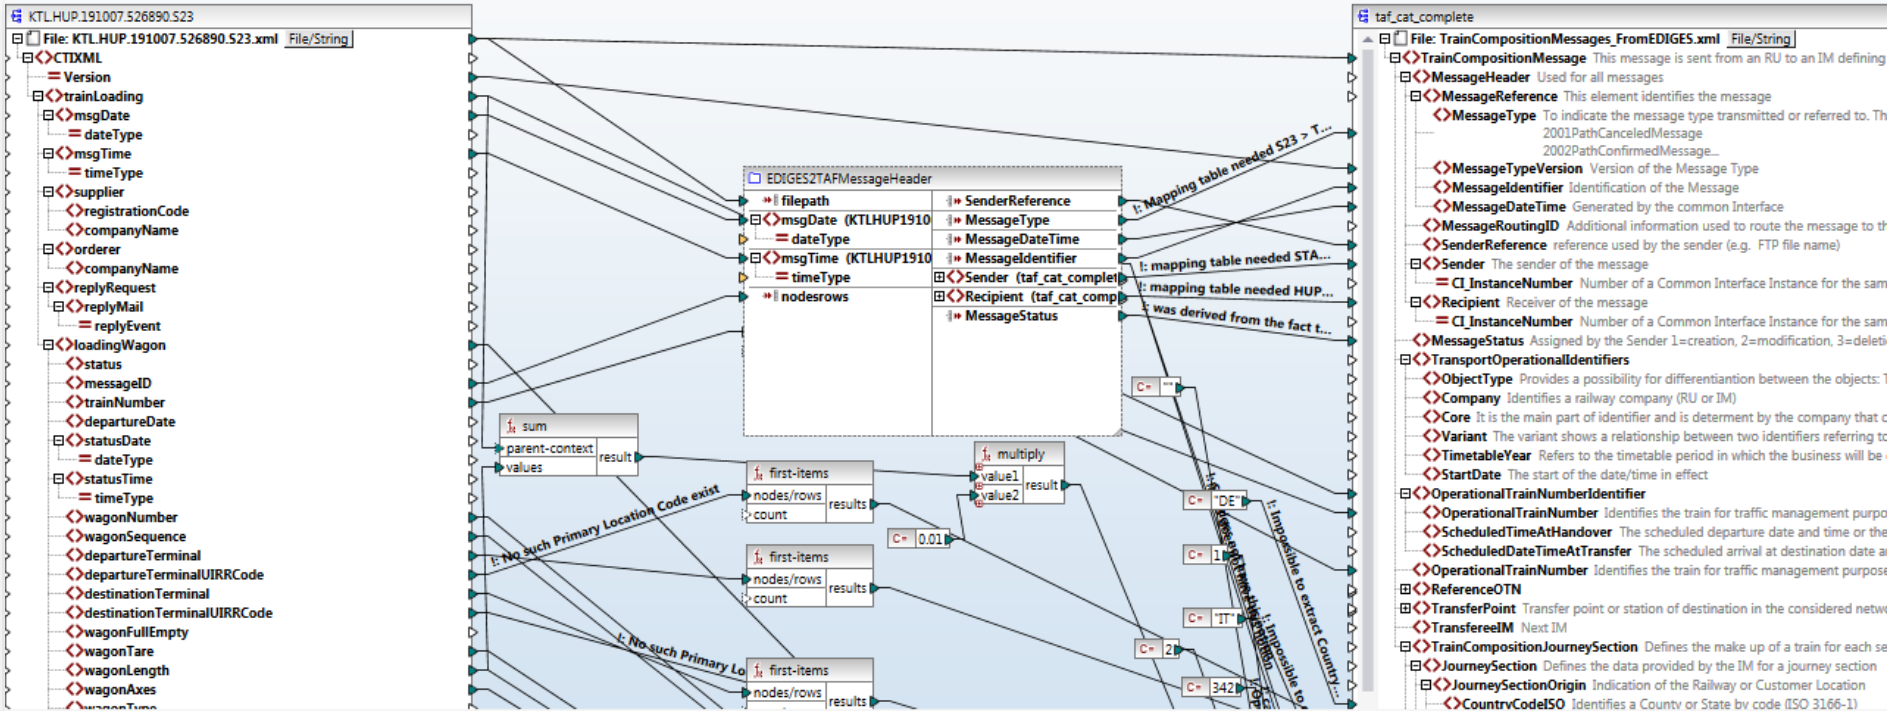 KTL.HUP.191007.526890.S23
File: KTL.HUP.191007.526890.S23.xml File/String
CTIXML
Version
trainLoading
msgDate
dateType
msgTime
timeType
supplier
registrationCode
companyName
orderer
companyName
replyRequest
replyMail
replyEvent
loadingWagon
status
messageID
trainNumber
departureDate
statusDate
dateType
statusTime
timeType
wagonNumber
wagonSequence
departureTerminal
departureTerminalUIRRCode
destinationTerminal
destinationTerminalUIRRCode
wagonFullEmpty
wagonTare
wagonLength
wagonAxes
wagonType
sum
parent-context
values
result
!: No such Primary Location Code exist
!: No such Primary Lo
EDIGES2TAFMessageHeader
filepath
msgDate (KTLHUP1910
dateType
msgTime (KTLHUP1910
timeType
nodesrows
SenderReference
MessageType
MessageDateTime
MessageIdentifier
Sender (taf_cat_complet
Recipient (taf_cat_comp
MessageStatus
!: Mapping table needed S23 > T...
!: mapping table needed STA...
!: mapping table needed HUP...
!: was derived from the fact t...
first-items
nodes/rows
count
results
first-items
nodes/rows
count
results
first-items
nodes/rows
results
multiply
value1
value2
result
C= 0.01
C= ""
C= "DE"
C= 1
C= "IT"
C= 2
C= 342
!: Impossible to extract Country...
!: Impossible to
taf_cat_complete
File: TrainCompositionMessages_FromEDIGES.xml File/String
TrainCompositionMessage This message is sent from an RU to an IM defining
MessageHeader Used for all messages
MessageReference This element identifies the message
MessageType To indicate the message type transmitted or referred to. Th
2001PathCanceledMessage
2002PathConfirmedMessage...
MessageTypeVersion Version of the Message Type
MessageIdentifier Identification of the Message
MessageDateTime Generated by the common Interface
MessageRoutingID Additional information used to route the message to th
SenderReference reference used by the sender (e.g. FTP file name)
Sender The sender of the message
CI_InstanceNumber Number of a Common Interface Instance for the sam
Recipient Receiver of the message
CI_InstanceNumber Number of a Common Interface Instance for the sam
MessageStatus Assigned by the Sender 1=creation, 2=modification, 3=deleti
TransportOperationalIdentifiers
ObjectType Provides a possibility for differentiantion between the objects: T
Company Identifies a railway company (RU or IM)
Core It is the main part of identifier and is determent by the company that c
Variant The variant shows a relationship between two identifiers referring to
TimetableYear Refers to the timetable period in which the business will be
StartDate The start of the date/time in effect
OperationalTrainNumberIdentifier
OperationalTrainNumber Identifies the train for traffic management purpo
ScheduledTimeAtHandover The scheduled departure date and time or the
ScheduledDateTimeAtTransfer The scheduled arrival at destination date a
OperationalTrainNumber Identifies the train for traffic management purpose
ReferenceOTN
TransferPoint Transfer point or station of destination in the considered netwo
TransfereeIM Next IM
TrainCompositionJourneySection Defines the make up of a train for each se
JourneySection Defines the data provided by the IM for a journey section
JourneySectionOrigin Indication of the Railway or Customer Location
CountryCodeISO Identifies a County or State by code (ISO 3166-1)